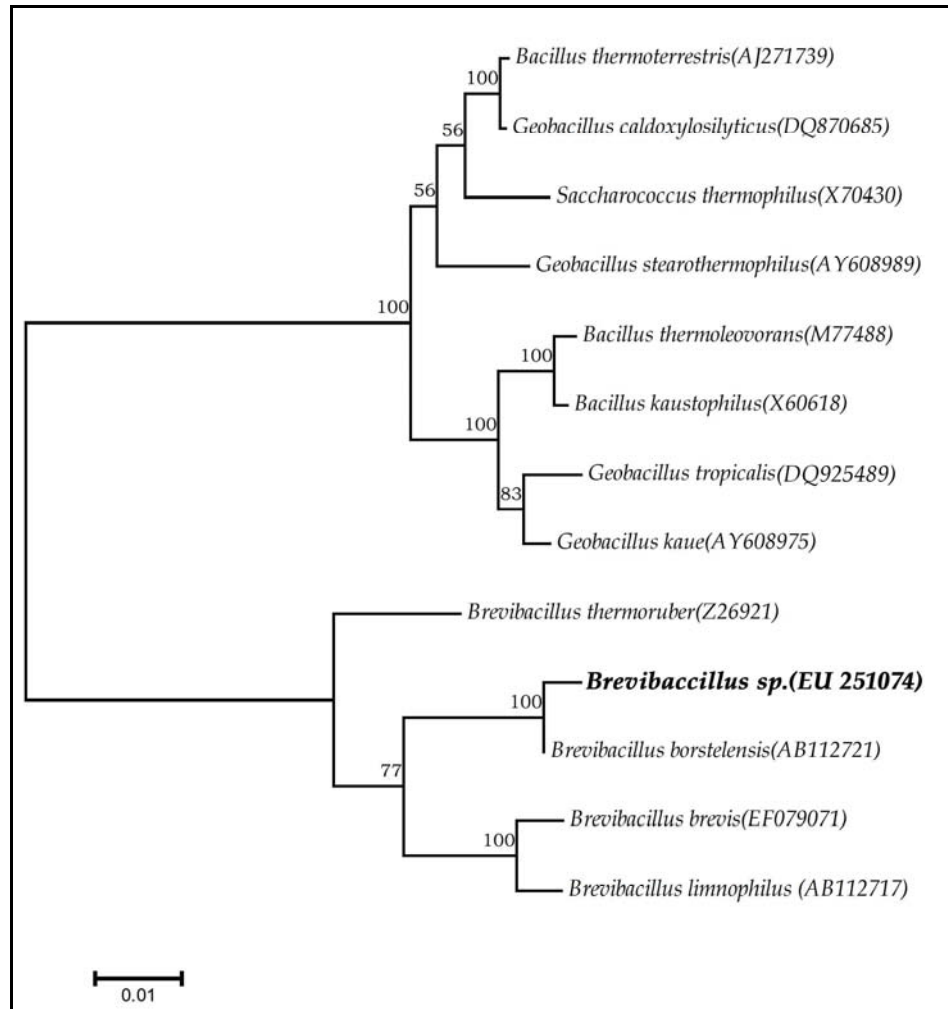 Bacillus thermoterrestris(AJ271739)
100
Geobacillus caldoxylosilyticus(DQ870685)
56
Saccharococcus thermophilus(X70430)
56
Geobacillus stearothermophilus(AY608989)
100
Bacillus thermoleovorans(M77488)
100
Bacillus kaustophilus(X60618)
100
Geobacillus tropicalis(DQ925489)
83
Geobacillus kaue(AY608975)
Brevibacillus thermoruber(Z26921)
Brevibaccillus sp.(EU 251074)
100
Brevibacillus borstelensis(AB112721)
77
Brevibacillus brevis(EF079071)
100
Brevibacillus limnophilus (AB112717)
0.01